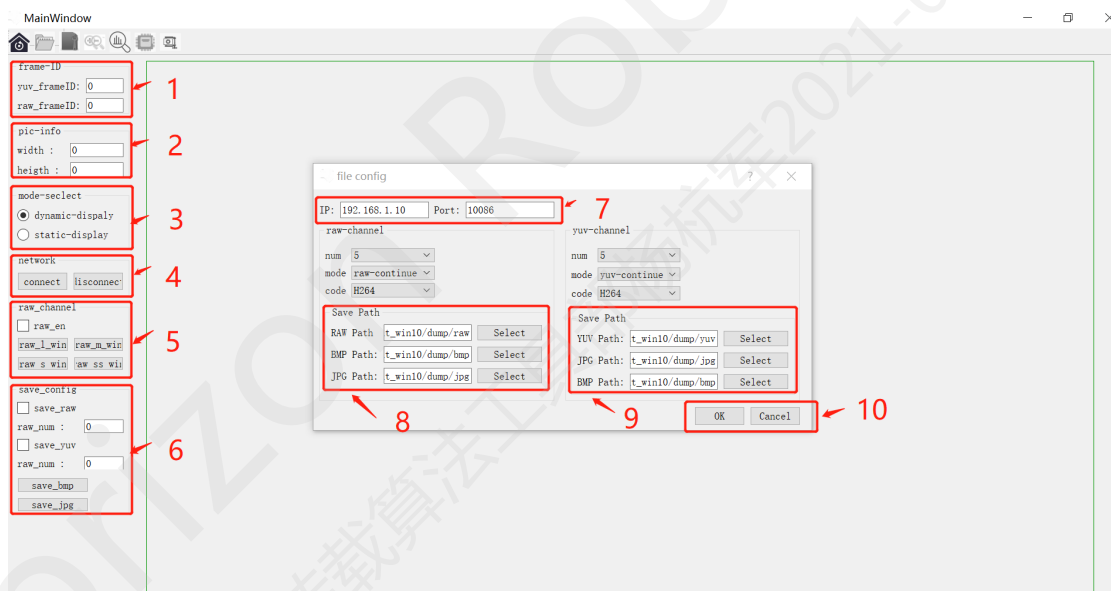 MainWindow
frame-ID
yuv_frameID: 0
raw_frameID: 0
1
pic-info
width : 0
heigth : 0
2
mode-seclect
dynamic-dispaly
static-display
3
network
connect lisconnec
4
raw_channel
raw_en
raw_l_win raw_m_win
raw s win aw ss wi
5
save_config
save_raw
raw_num : 0
save_yuv
raw_num : 0
save_bmp
save_jpg
6
file config ?
IP: 192.168.1.10 Port: 10086
7
raw-channel
num 5
mode raw-continue
code H264
Save Path
RAW Path t_win10/dump/raw Select
BMP Path: t_win10/dump/bmp Select
JPG Path: t_win10/dump/jpg Select
8
yuv-channel
num 5
mode yuv-continue
code H264
Save Path
YUV Path: t_win10/dump/yuv Select
JPG Path: t_win10/dump/jpg Select
BMP Path: t_win10/dump/bmp Select
9
OK Cancel
10